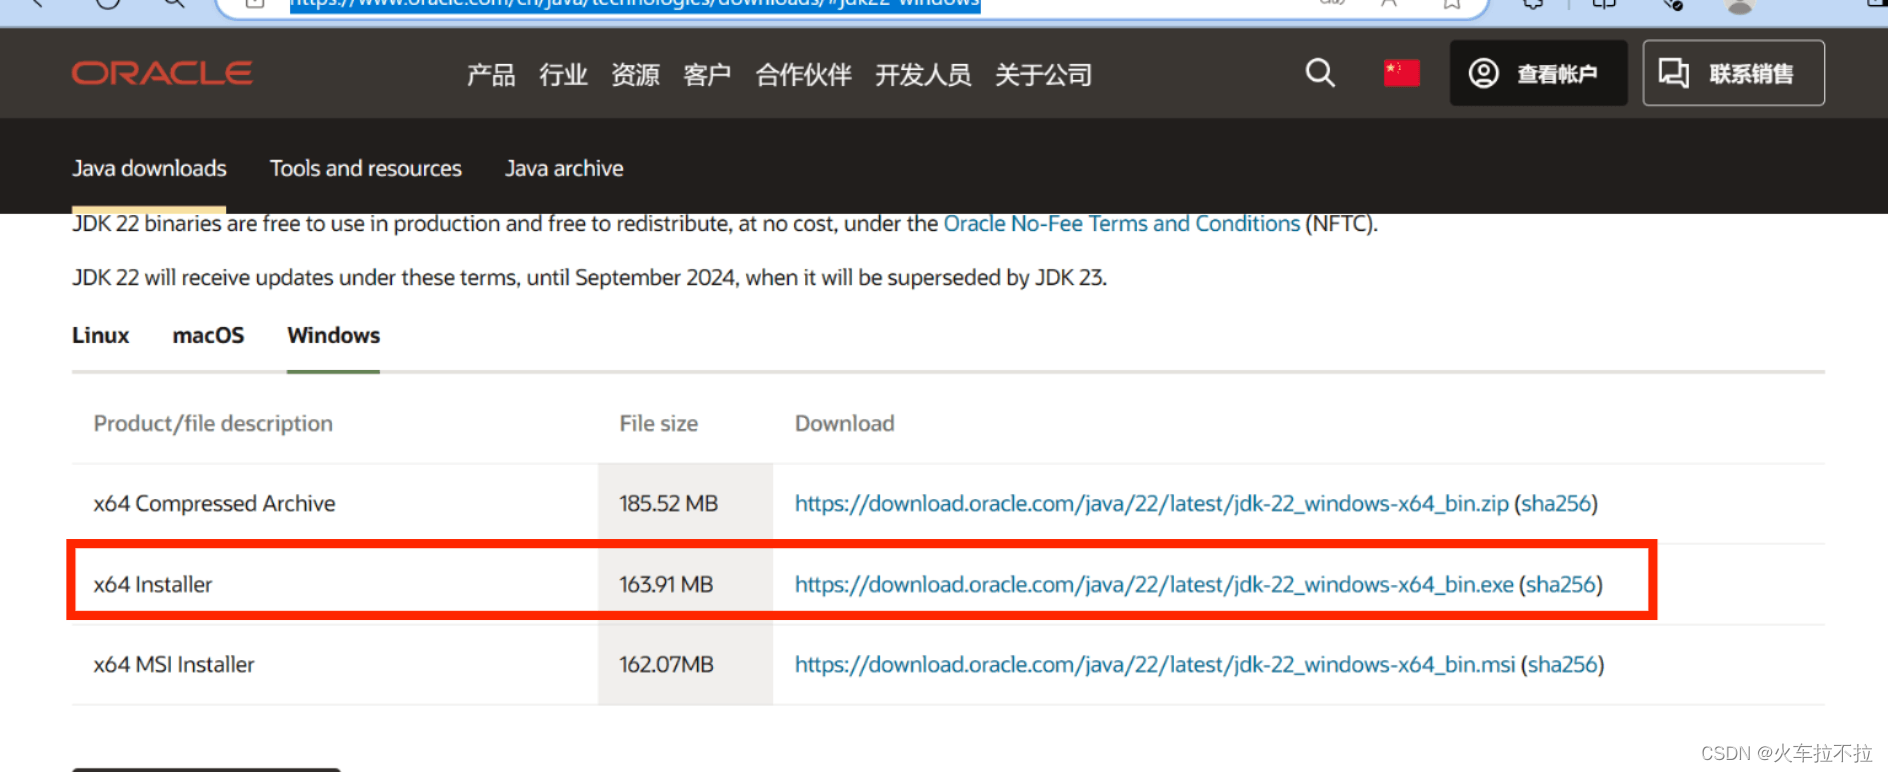 https://www.oracle.com/cn/java/technologies/downloads/#jdk22-windows
ORACLE 产品 行业 资源 客户 合作伙伴 开发人员 关于公司 查看帐户 联系销售
Java downloads Tools and resources Java archive
JDK 22 binaries are free to use in production and free to redistribute, at no cost, under the Oracle No-Fee Terms and Conditions (NFTC).
JDK 22 will receive updates under these terms, until September 2024, when it will be superseded by JDK 23.
Linux macOS Windows
Product/file description File size Download
x64 Compressed Archive 185.52 MB https://download.oracle.com/java/22/latest/jdk-22_windows-x64_bin.zip (sha256)
x64 Installer 163.91 MB https://download.oracle.com/java/22/latest/jdk-22_windows-x64_bin.exe (sha256)
x64 MSI Installer 162.07MB https://download.oracle.com/java/22/latest/jdk-22_windows-x64_bin.msi (sha256)
CSDN @火车拉不拉